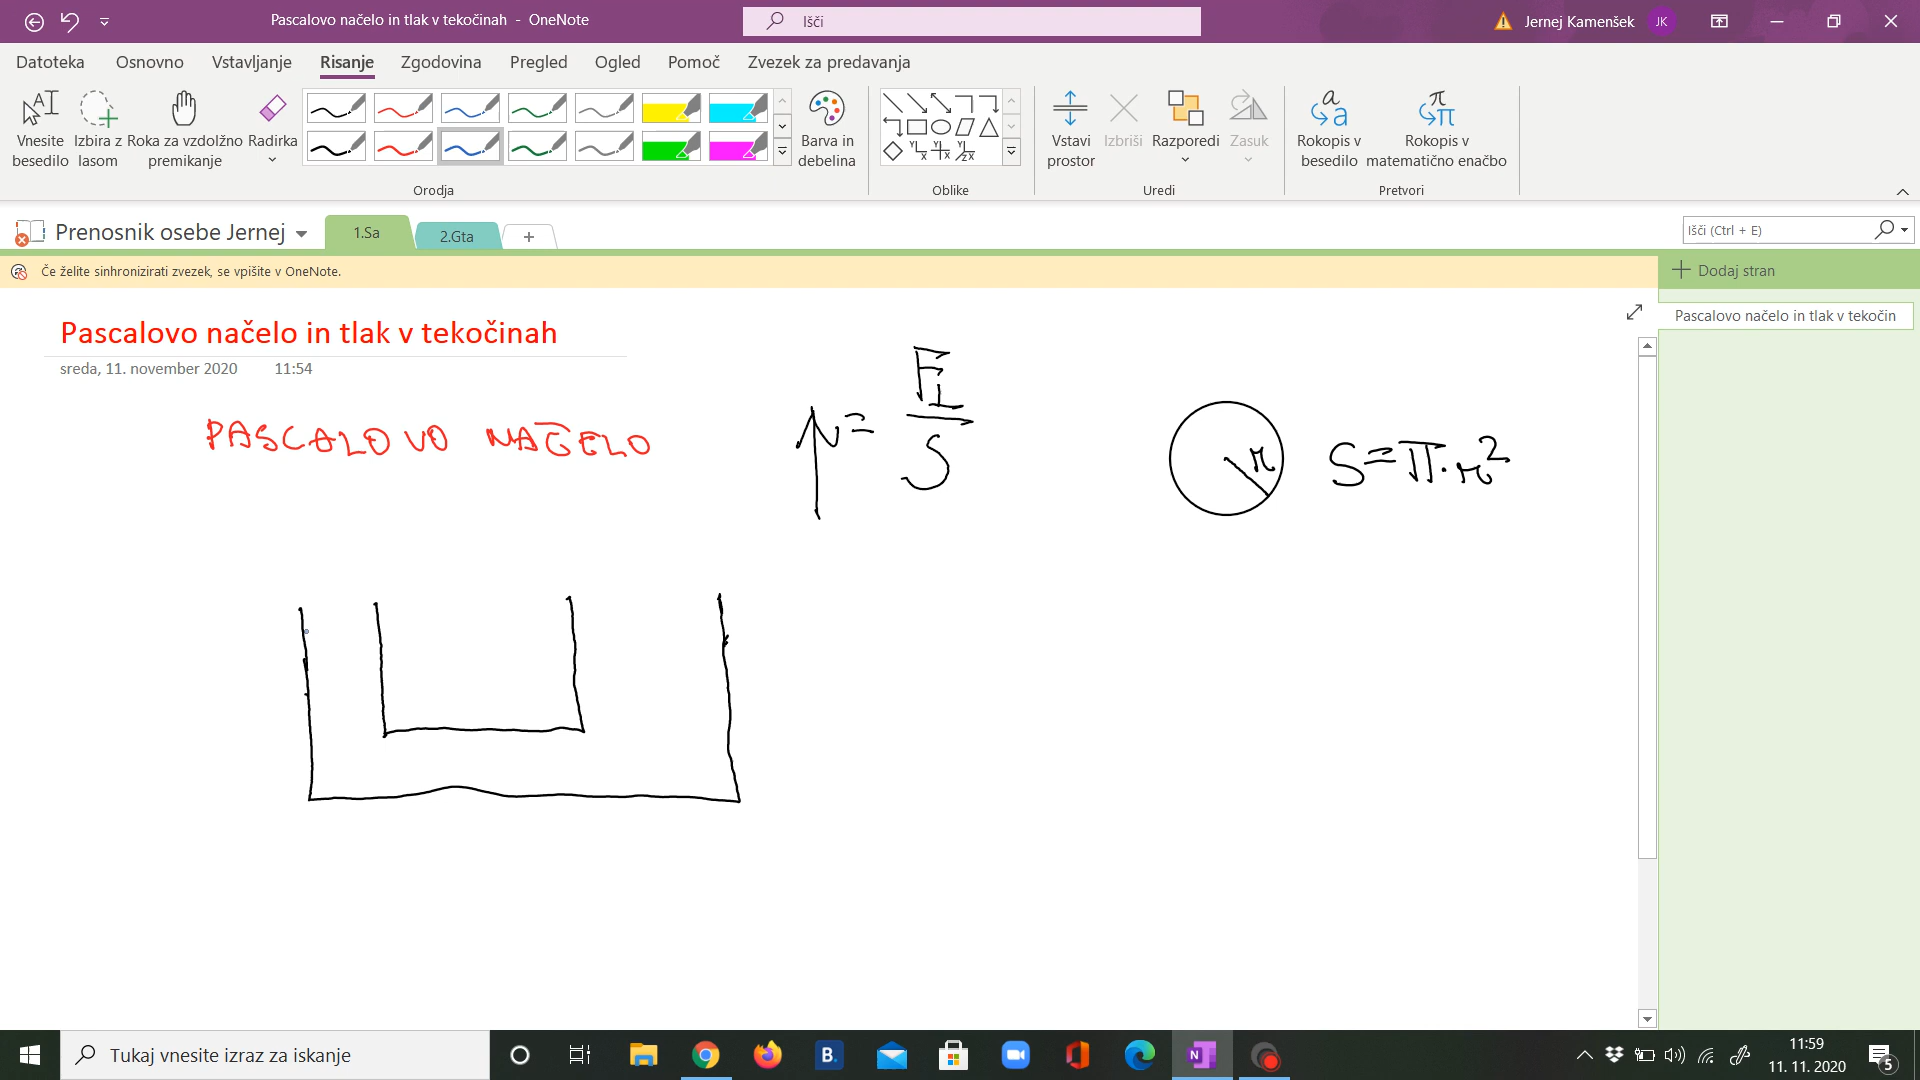 Pascalovo načelo in tlak v tekočinah - OneNote
Išči
Jernej Kamenšek
JK
Datoteka Osnovno Vstavljanje Risanje Zgodovina Pregled Ogled Pomoč Zvezek za predavanja
Vnesite besedilo
Izbira z lasom
Roka za vzdolžno premikanje
Radirka
Barva in debelina
Vstavi prostor
Izbriši
Razporedi
Zasuk
Rokopis v besedilo
Rokopis v matematično enačbo
Orodja Oblike Uredi Pretvori
Prenosnik osebe Jernej
1.Sa
2.Gta
+
Išči (Ctrl + E)
Če želite sinhronizirati zvezek, se vpišite v OneNote.
Dodaj stran
Pascalovo načelo in tlak v tekočin
Pascalovo načelo in tlak v tekočinah
sreda, 11. november 2020 11:54
PASCALOVO NAČELO
p = F⊥ / S
r
S = π · r²
Tukaj vnesite izraz za iskanje
B.
N
11:59
11. 11. 2020
5